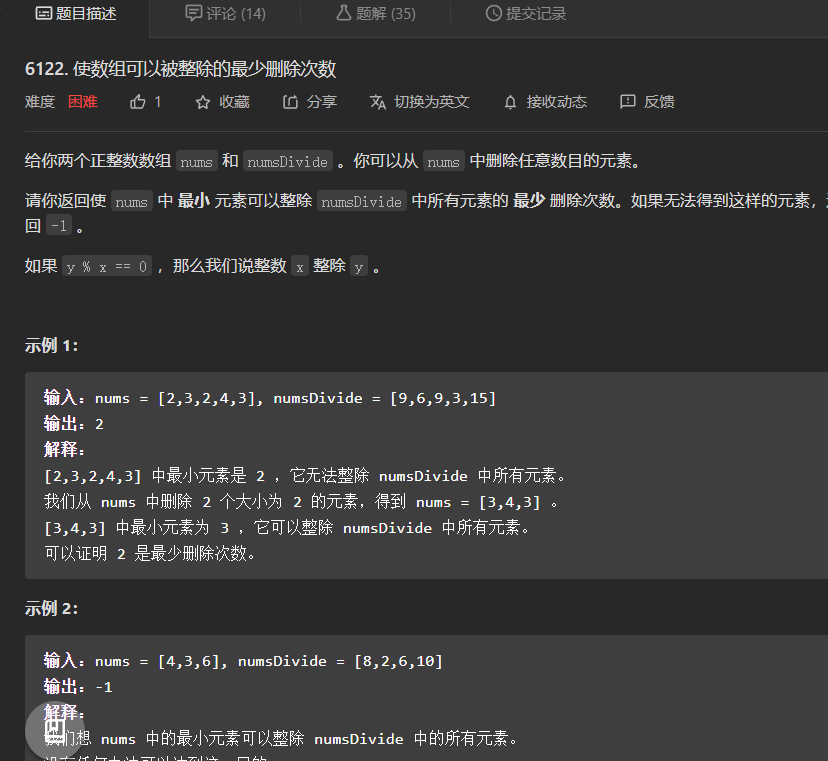 题目描述 评论 (14) 题解 (35) 提交记录
6122. 使数组可以被整除的最少删除次数
难度 困难 1 收藏 分享 切换为英文 接收动态 反馈
给你两个正整数数组 nums 和 numsDivide 。你可以从 nums 中删除任意数目的元素。
请你返回使 nums 中 最小 元素可以整除 numsDivide 中所有元素的 最少 删除次数。如果无法得到这样的元素，
回 -1 。
如果 y % x == 0 ，那么我们说整数 x 整除 y 。
示例 1：
输入：nums = [2,3,2,4,3], numsDivide = [9,6,9,3,15]
输出：2
解释：
[2,3,2,4,3] 中最小元素是 2 ，它无法整除 numsDivide 中所有元素。
我们从 nums 中删除 2 个大小为 2 的元素，得到 nums = [3,4,3] 。
[3,4,3] 中最小元素为 3 ，它可以整除 numsDivide 中所有元素。
可以证明 2 是最少删除次数。
示例 2：
输入：nums = [4,3,6], numsDivide = [8,2,6,10]
输出：-1
解释：
我们想 nums 中的最小元素可以整除 numsDivide 中的所有元素。